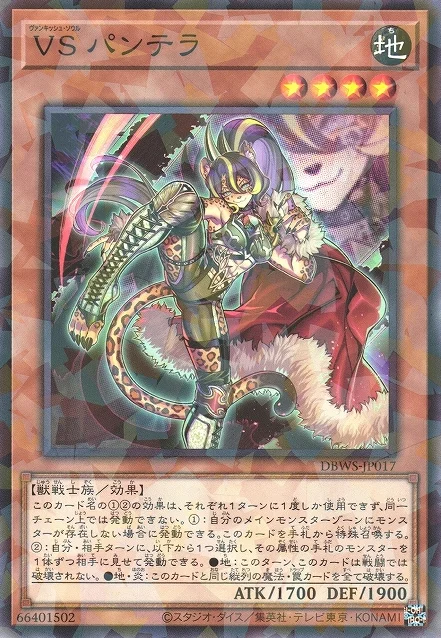 ヴァンキッシュ・ソウル
VS パンテラ
ち
地
DBWS-JP017
【獣戦士族/効果】
このカード名の①②の効果は、それぞれ1ターンに1度しか使用できず、同一
チェーン上では発動できない。①:自分のメインモンスターゾーンにモンス
ターが存在しない場合に発動できる。このカードを手札から特殊召喚する。
②:自分・相手ターンに、以下から1つ選択し、その属性の手札のモンスター
を1体ずつ相手に見せて発動できる。●地:このターン、このカードは戦闘では
破壊されない。●地・炎:このカードと同じ縦列の魔法・罠カードを全て破壊する。
ATK/1700 DEF/1900
66401502
©スタジオ・ダイス/集英社・テレビ東京・KONAMI